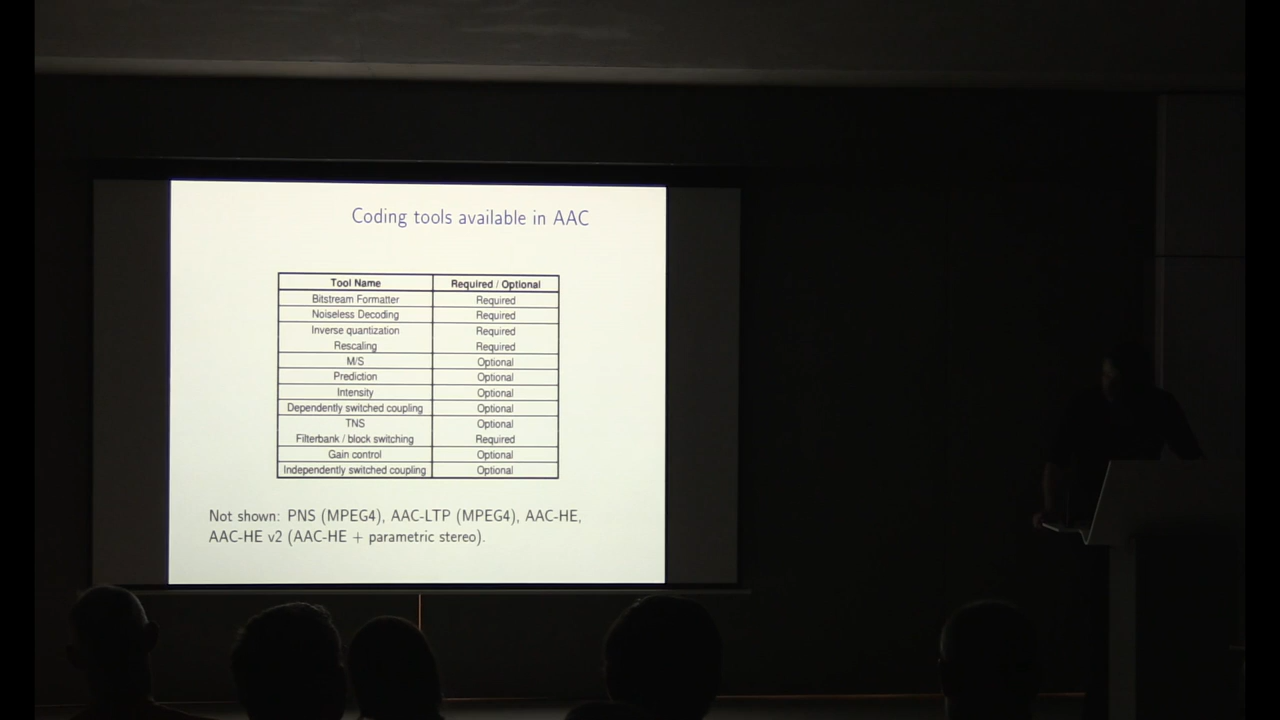 Coding tools available in AAC
Tool Name Required / Optional
Bitstream Formatter Required
Noiseless Decoding Required
Inverse quantization Required
Rescaling Required
M/S Optional
Prediction Optional
Intensity Optional
Dependently switched coupling Optional
TNS Optional
Filterbank / block switching Required
Gain control Optional
Independently switched coupling Optional
Not shown: PNS (MPEG4), AAC-LTP (MPEG4), AAC-HE,
AAC-HE v2 (AAC-HE + parametric stereo).